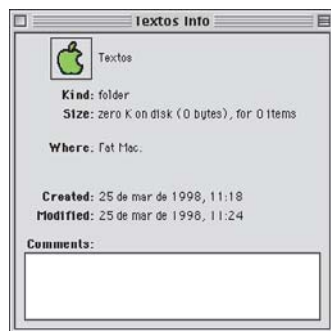 Textos Info
Textos
Kind: folder
Size: zero K on disk (0 bytes), for 0 items
Where: Fat Mac:
Created: 25 de mar de 1998, 11:18
Modified: 25 de mar de 1998, 11:24
Comments: